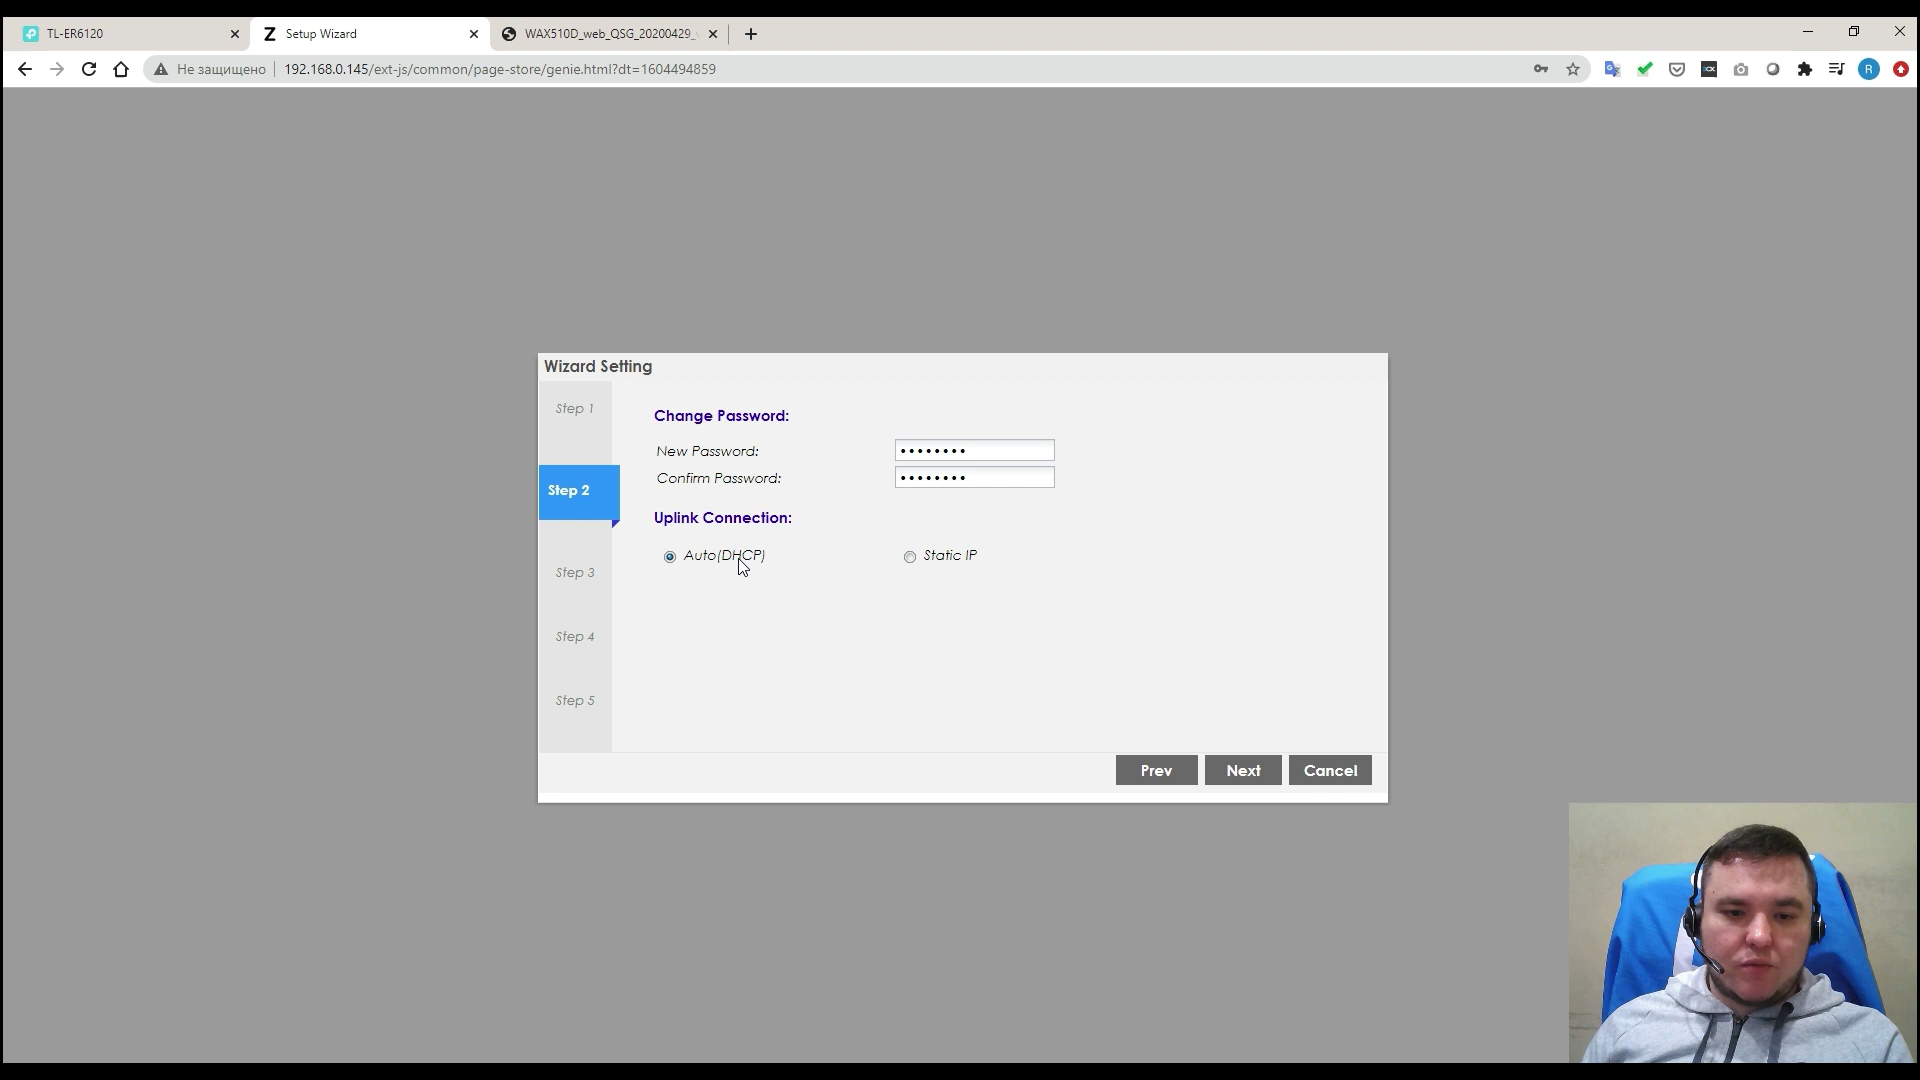 TL-ER6120
Z Setup Wizard
WAX510D_web_QSG_20200429_
Не защищено 192.168.0.145/ext-js/common/page-store/genie.html?dt=1604494859
R
Wizard Setting
Step 1
Step 2
Step 3
Step 4
Step 5
Change Password:
New Password: ••••••••
Confirm Password: ••••••••
Uplink Connection:
Auto(DHCP) Static IP
Prev Next Cancel